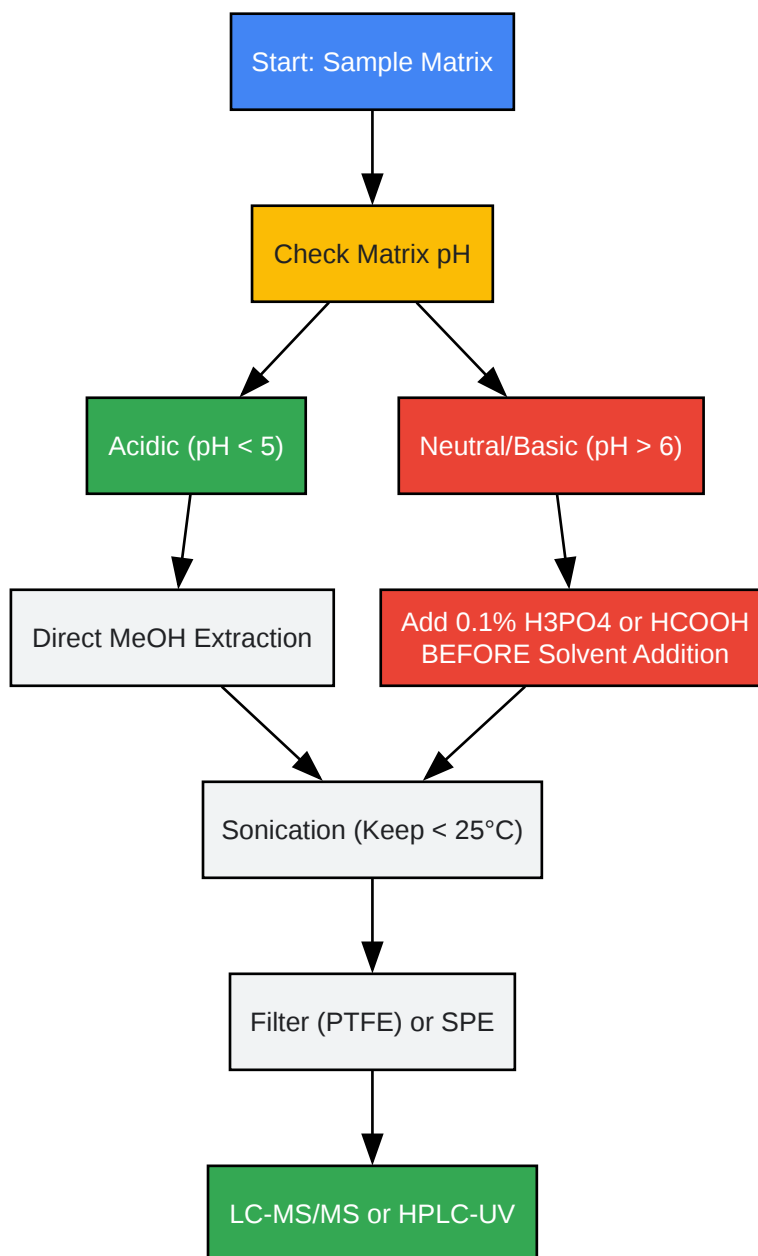 Start: Sample Matrix
Check Matrix pH
Acidic (pH < 5)
Neutral/Basic (pH > 6)
Direct MeOH Extraction
Add 0.1% H3PO4 or HCOOH
BEFORE Solvent Addition
Sonication (Keep < 25°C)
Filter (PTFE) or SPE
LC-MS/MS or HPLC-UV